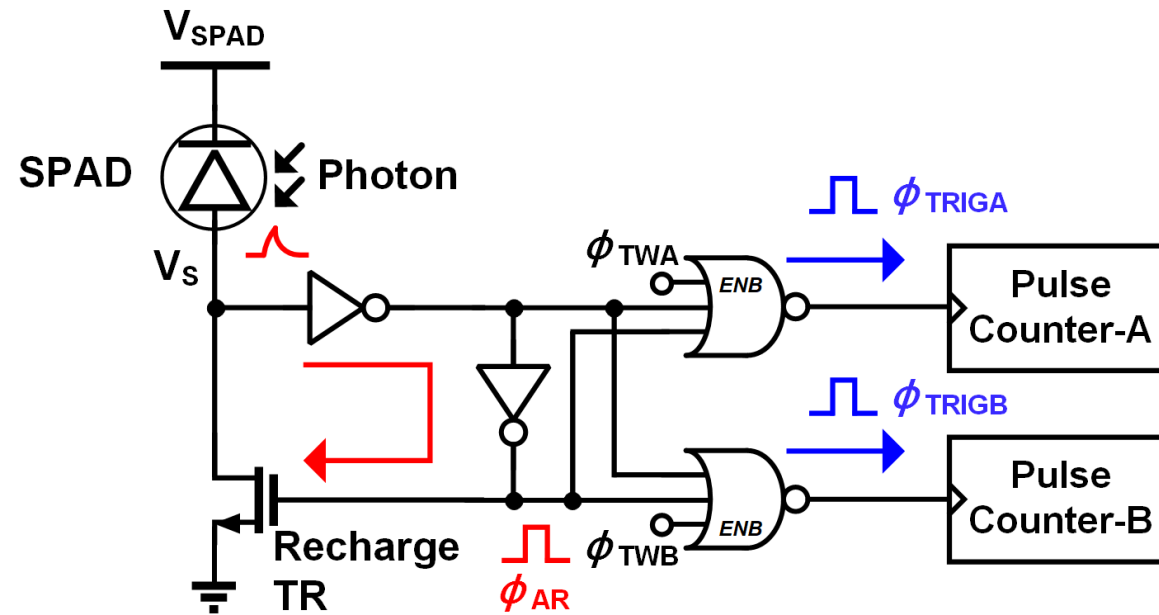 VSPAD
SPAD
Photon
VS
ϕTWA
ENB
ϕTRIGA
Pulse
Counter-A
ϕTRIGB
Pulse
Counter-B
ENB
ϕTWB
Recharge
TR
ϕAR